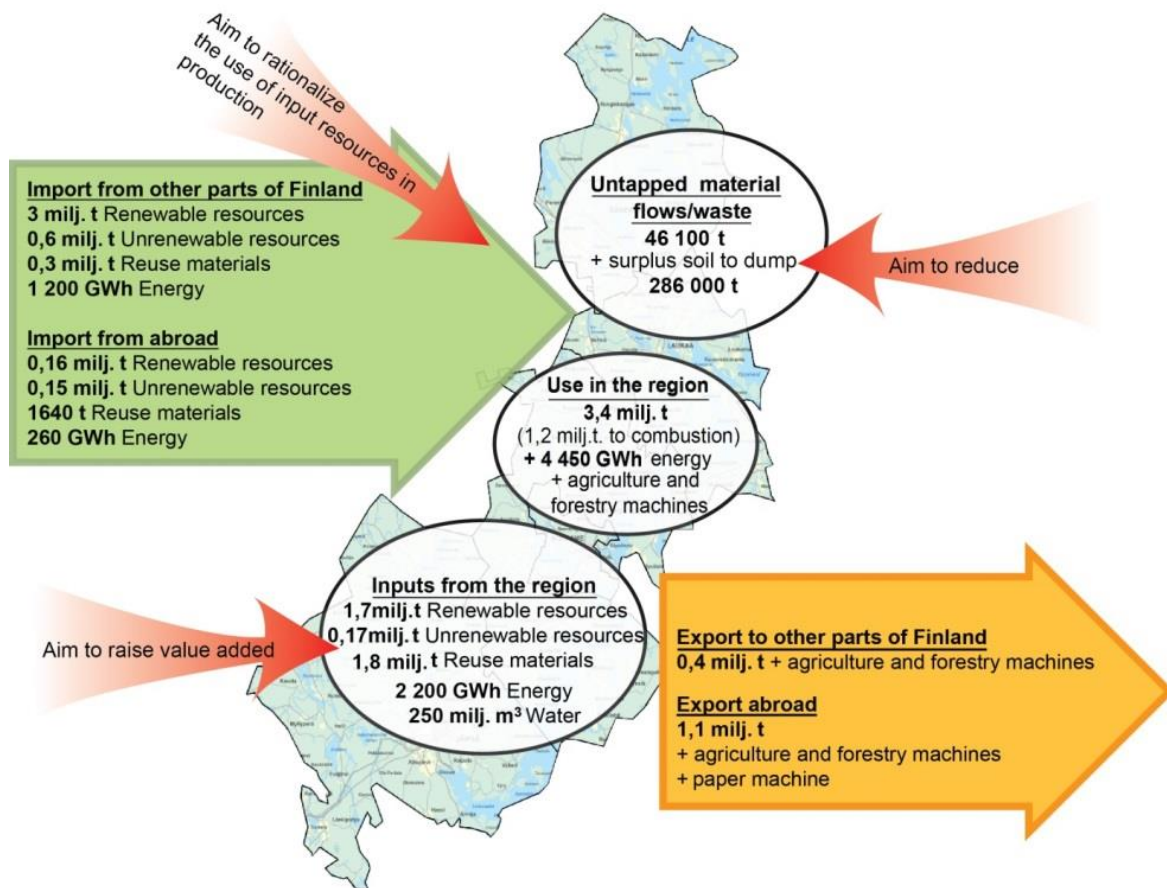 Aim to rationalize
the use of input resources in
production
Import from other parts of Finland
3 milj. t Renewable resources
0,6 milj. t Unrenewable resources
0,3 milj. t Reuse materials
1 200 GWh Energy
Import from abroad
0,16 milj. t Renewable resources
0,15 milj. t Unrenewable resources
1640 t Reuse materials
260 GWh Energy
Untapped material
flows/waste
46 100 t
+ surplus soil to dump
286 000 t
Aim to reduce
Use in the region
3,4 milj. t
(1,2 milj.t. to combustion)
+ 4 450 GWh energy
+ agriculture and
forestry machines
Inputs from the region
1,7milj.t Renewable resources
0,17milj.t Unrenewable resources
1,8 milj.t Reuse materials
2 200 GWh Energy
250 milj. m³ Water
Aim to raise value added
Export to other parts of Finland
0,4 milj. t + agriculture and forestry machines
Export abroad
1,1 milj. t
+ agriculture and forestry machines
+ paper machine